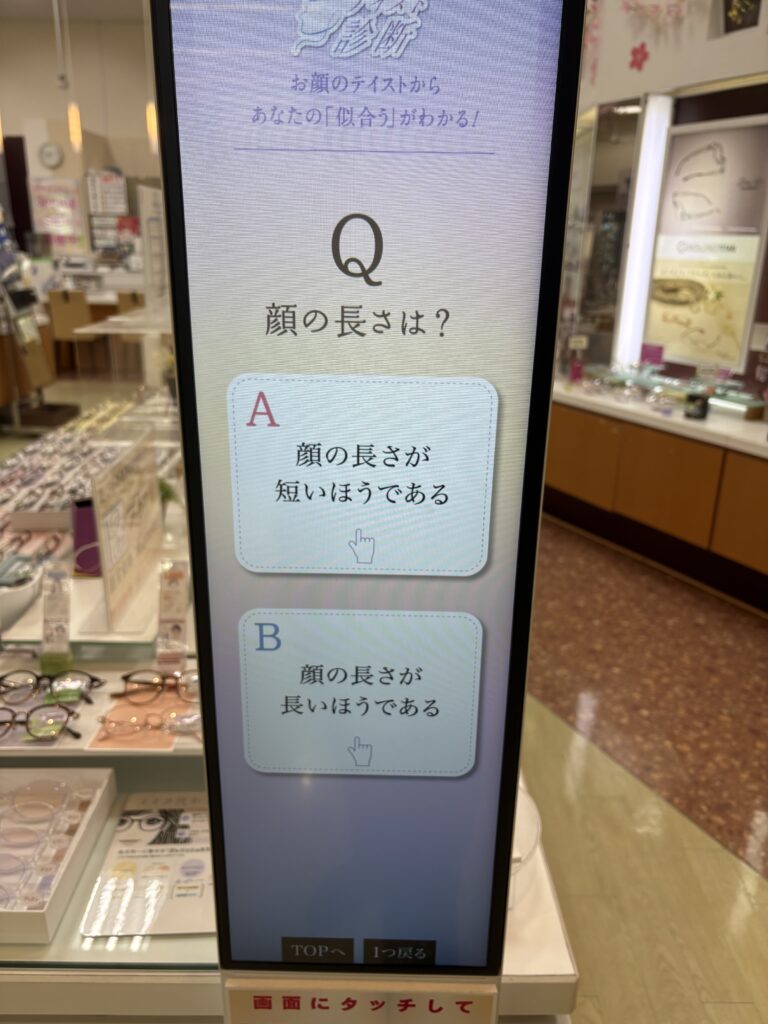 診断
お顔のテイストから
あなたの「似合う」がわかる!
Q
顔の長さは?
A
顔の長さが
短いほうである
B
顔の長さが
長いほうである
TOPへ
1つ戻る
画面にタッチして